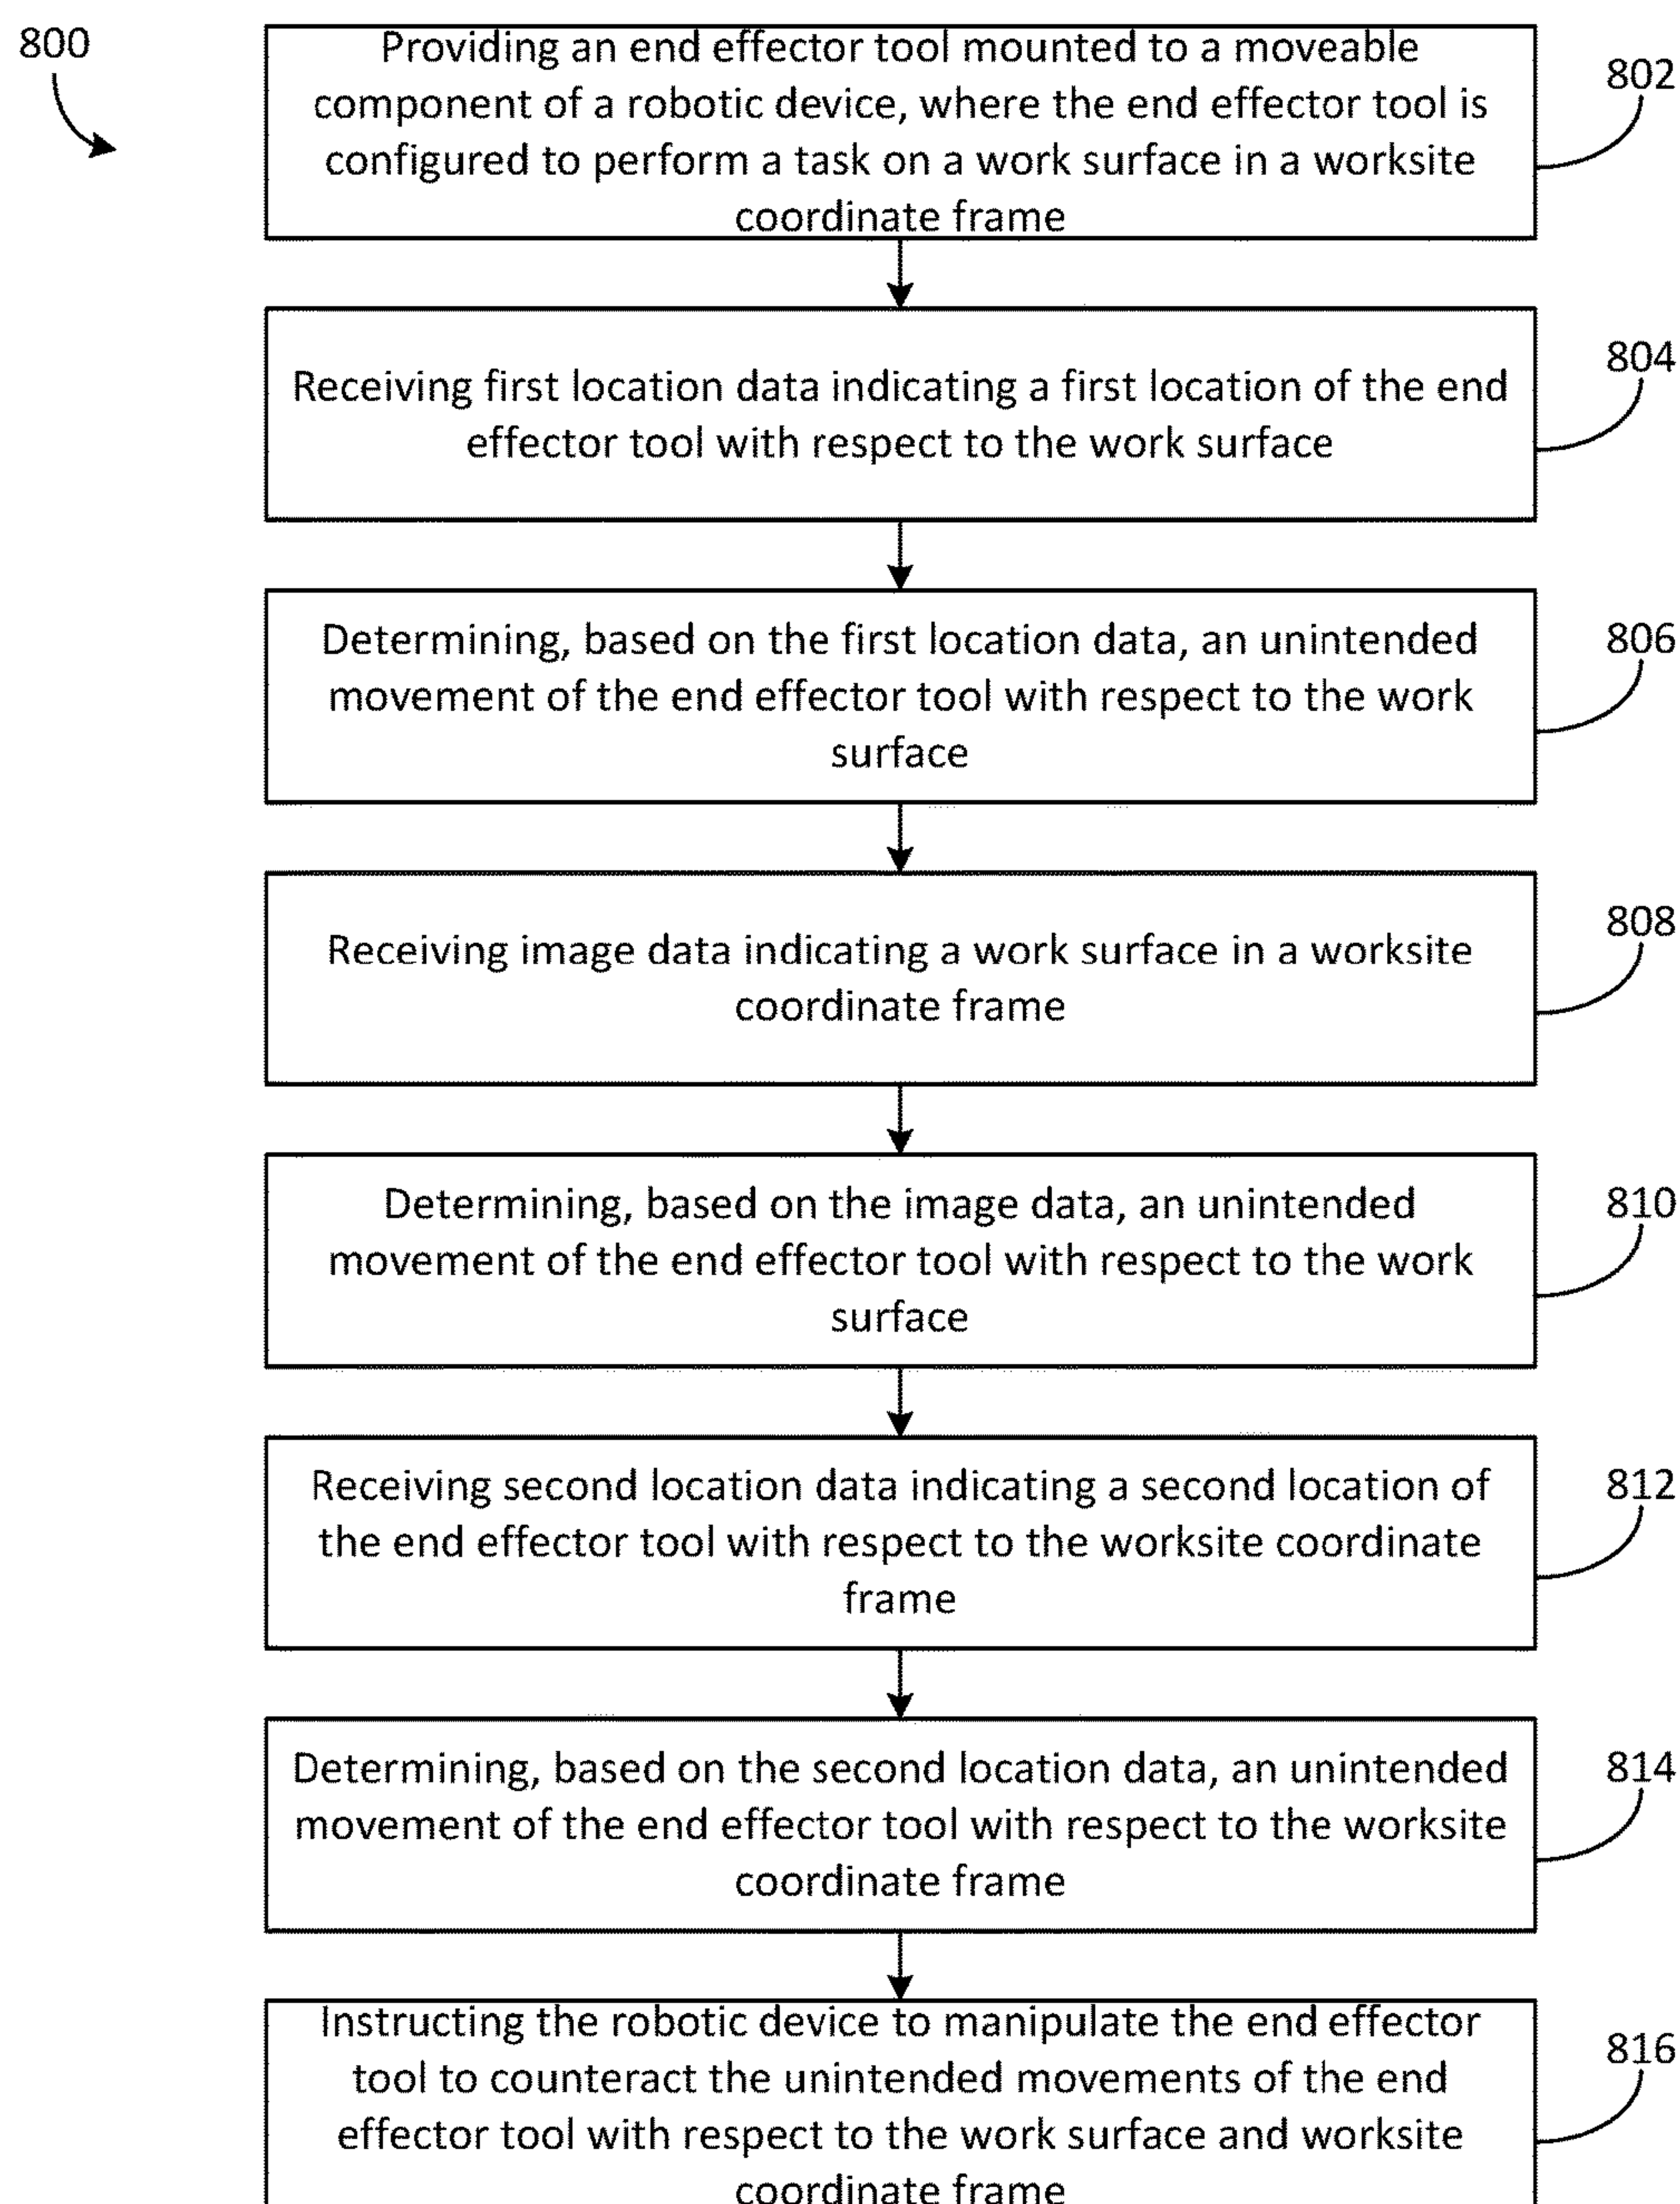 800
Providing an end effector tool mounted to a moveable
component of a robotic device, where the end effector tool is
configured to perform a task on a work surface in a worksite
coordinate frame
802
Receiving first location data indicating a first location of the end
effector tool with respect to the work surface
804
Determining, based on the first location data, an unintended
movement of the end effector tool with respect to the work
surface
806
Receiving image data indicating a work surface in a worksite
coordinate frame
808
Determining, based on the image data, an unintended
movement of the end effector tool with respect to the work
surface
810
Receiving second location data indicating a second location of
the end effector tool with respect to the worksite coordinate
frame
812
Determining, based on the second location data, an unintended
movement of the end effector tool with respect to the worksite
coordinate frame
814
Instructing the robotic device to manipulate the end effector
tool to counteract the unintended movements of the end
effector tool with respect to the work surface and worksite
coordinate frame
816